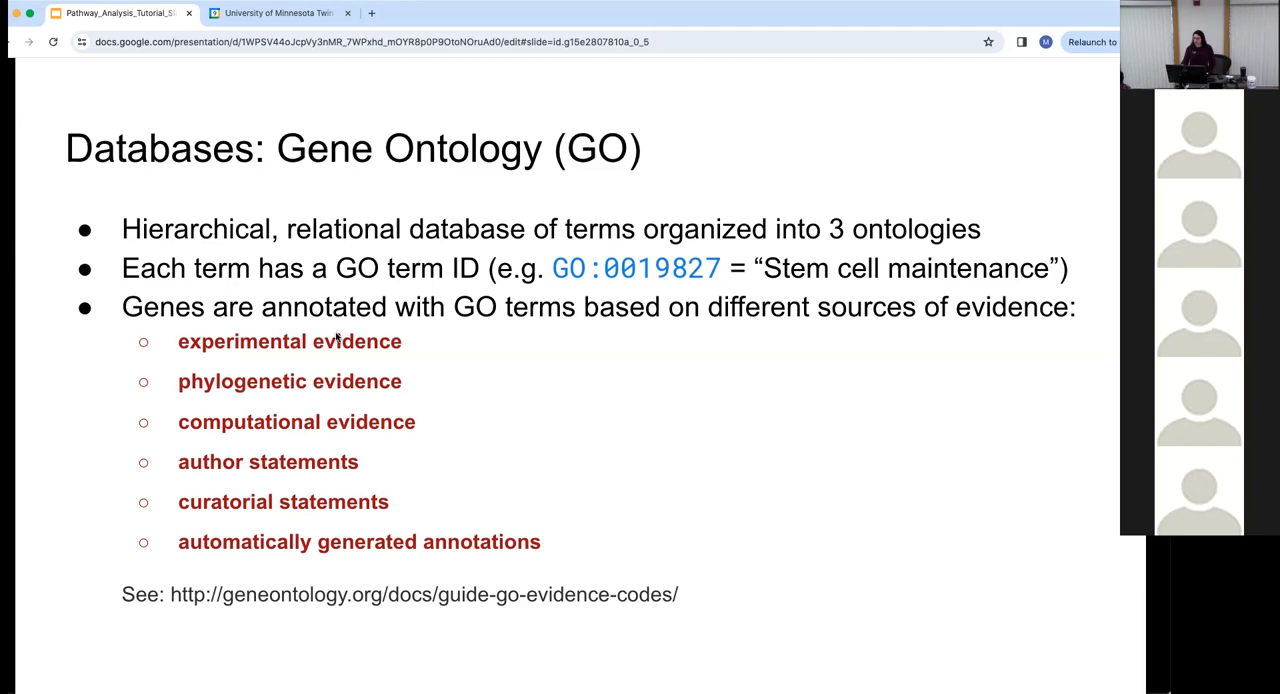 Pathway_Analysis_Tutorial_Sl
University of Minnesota Twin
docs.google.com/presentation/d/1WPSV44oJcpVy3nMR_7WPxhd_mOYR8p0P9OtoNOruAd0/edit#slide=id.g15e2807810a_0_5
M
Relaunch to
Databases: Gene Ontology (GO)
● Hierarchical, relational database of terms organized into 3 ontologies
● Each term has a GO term ID (e.g. GO:0019827 = “Stem cell maintenance”)
● Genes are annotated with GO terms based on different sources of evidence:
○ experimental evidence
○ phylogenetic evidence
○ computational evidence
○ author statements
○ curatorial statements
○ automatically generated annotations
See: http://geneontology.org/docs/guide-go-evidence-codes/